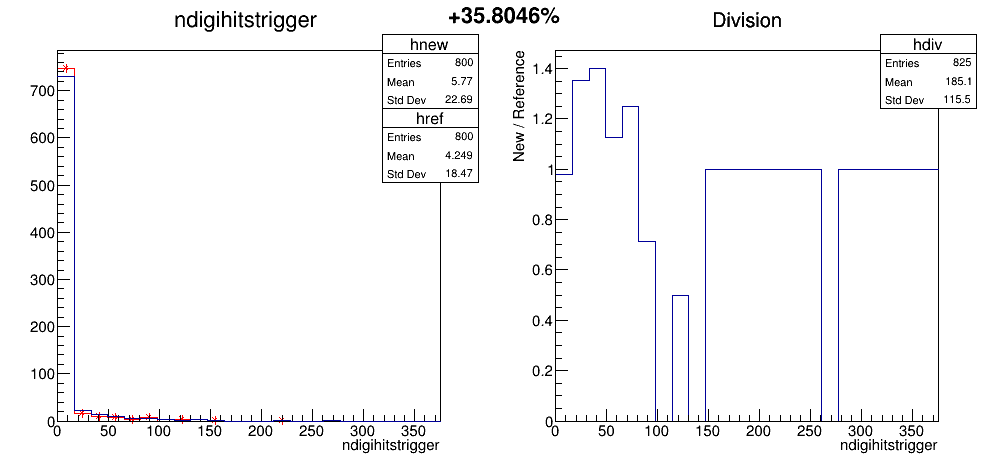 +35.8046%
ndigihitstrigger
hnew
Entries 800
Mean 5.77
Std Dev 22.69
href
Entries 800
Mean 4.249
Std Dev 18.47
700
600
500
400
300
200
100
0
0 50 100 150 200 250 300 350
ndigihitstrigger
Division
hdiv
Entries 825
Mean 185.1
Std Dev 115.5
New / Reference
1.4
1.2
1
0.8
0.6
0.4
0.2
0
0 50 100 150 200 250 300 350
ndigihitstrigger